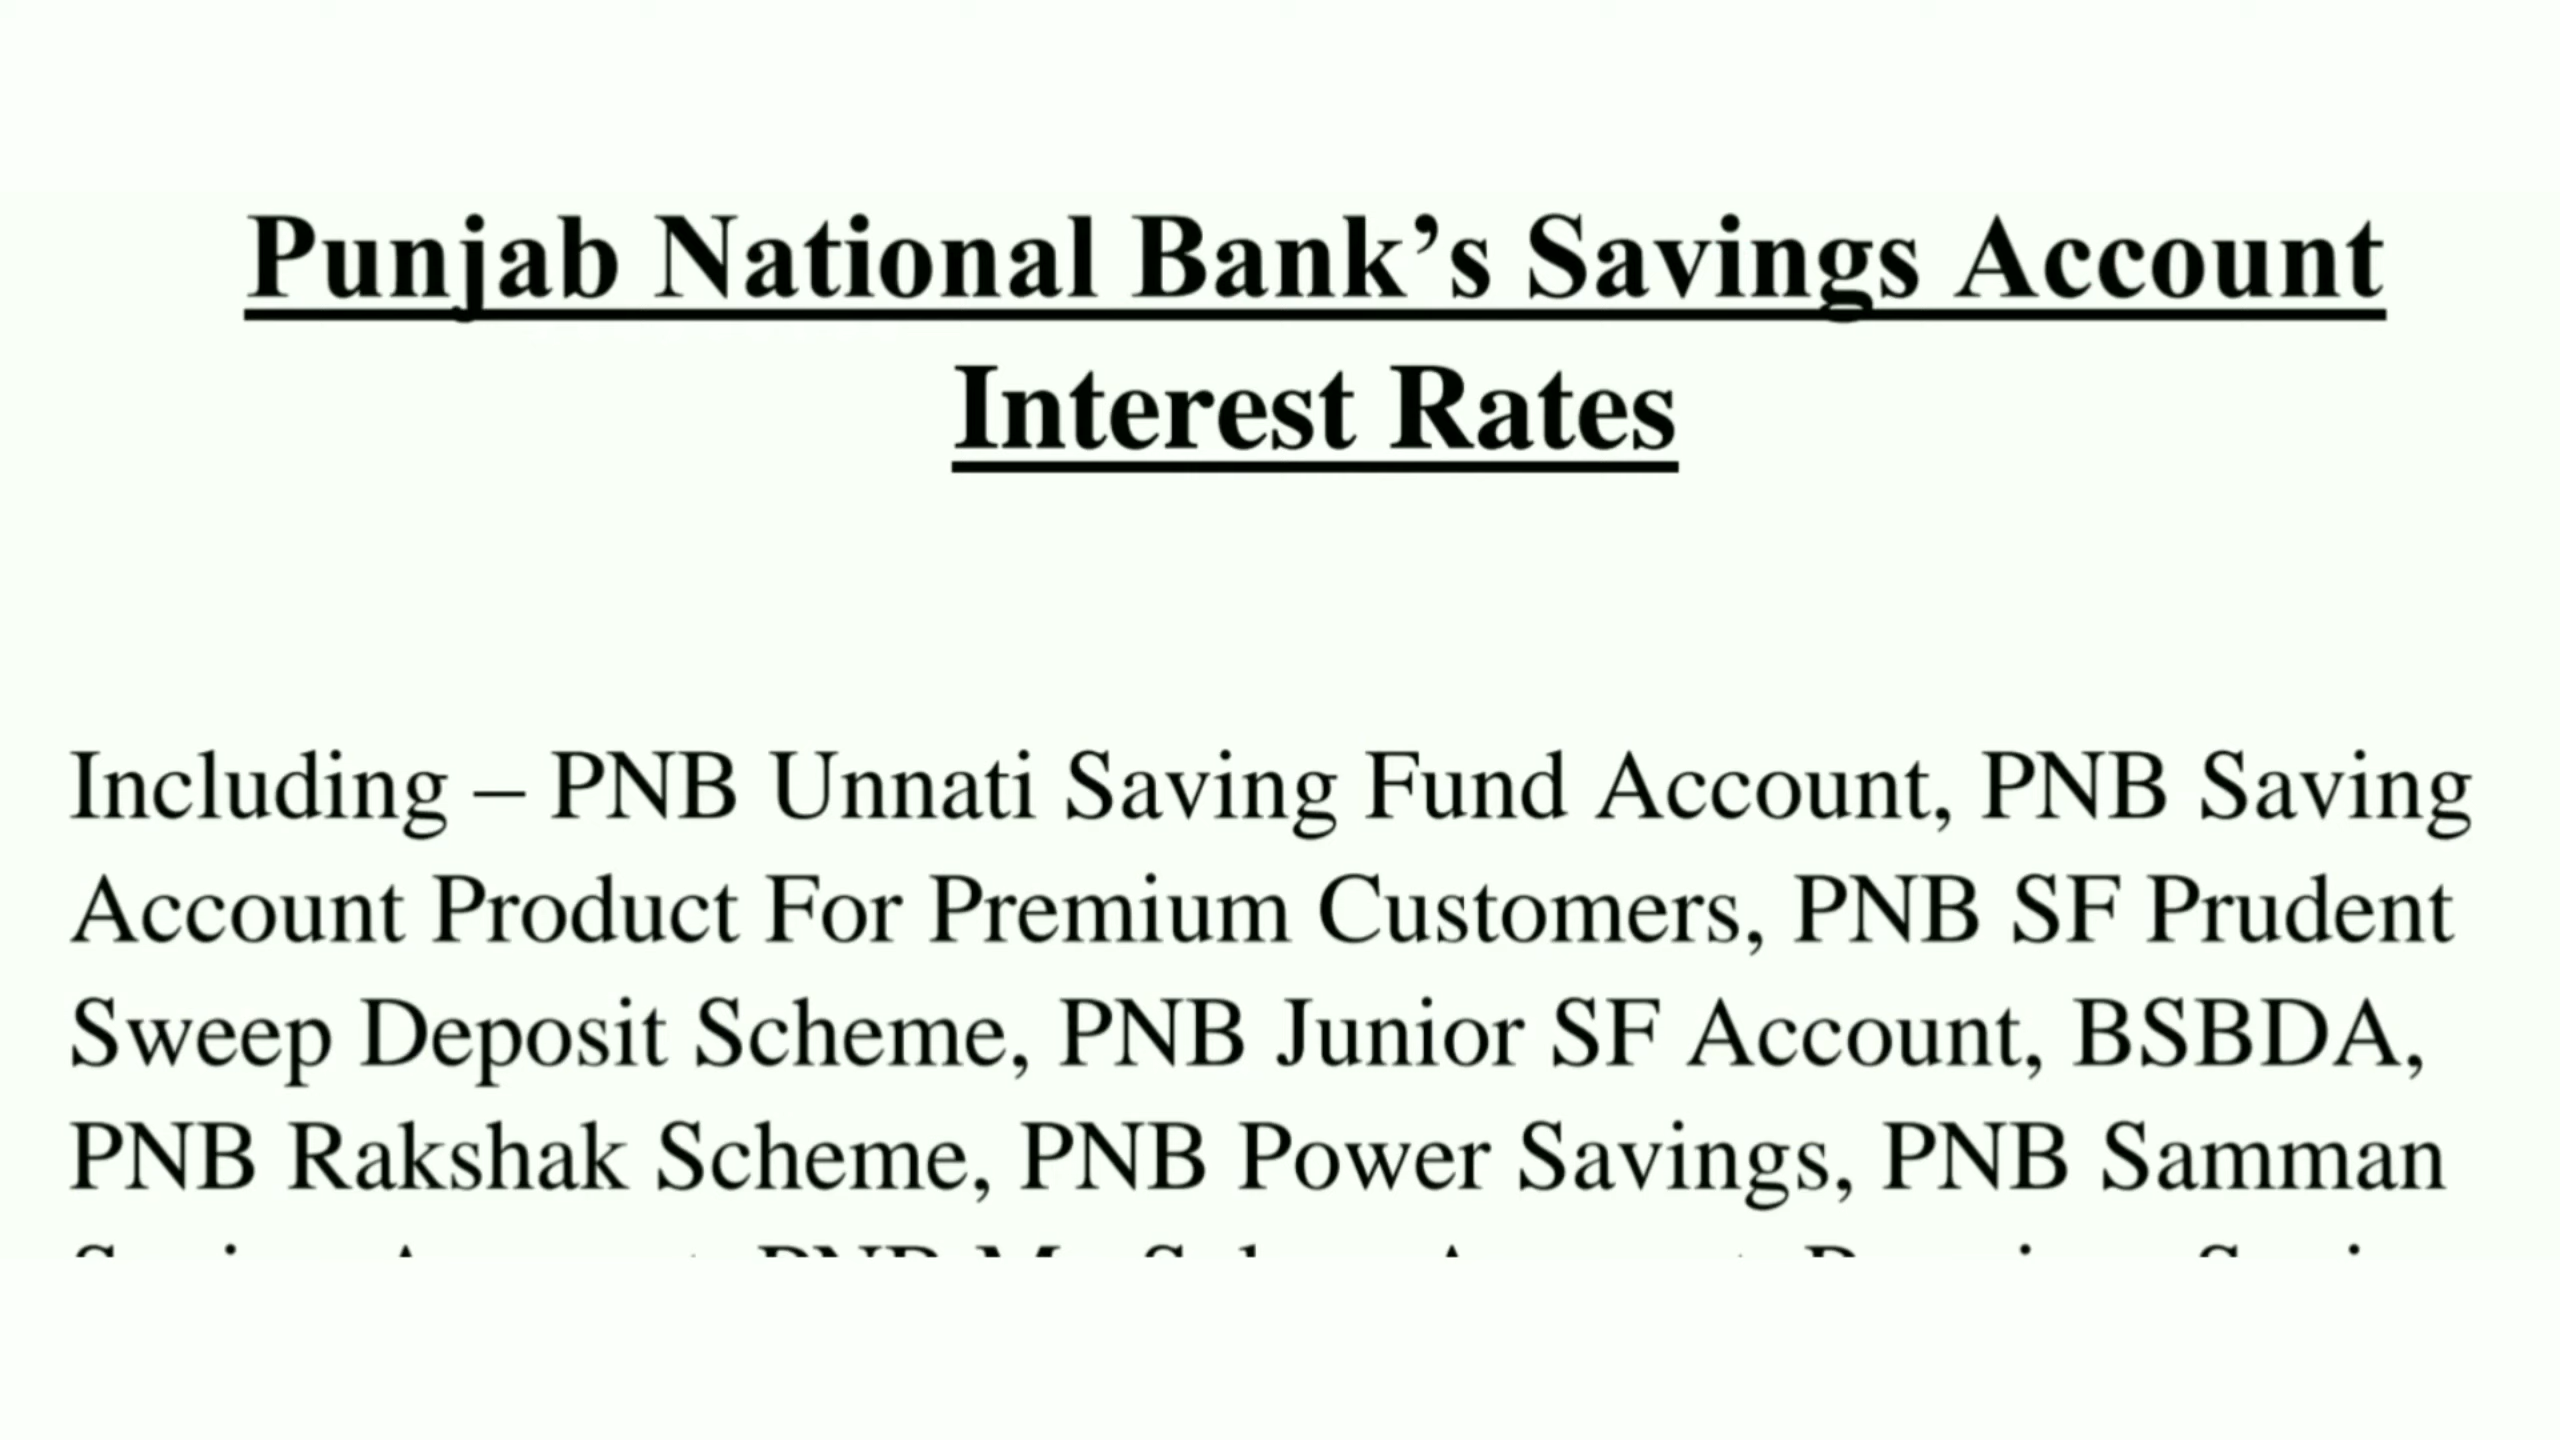 Punjab National Bank’s Savings Account
Interest Rates
Including – PNB Unnati Saving Fund Account, PNB Saving
Account Product For Premium Customers, PNB SF Prudent
Sweep Deposit Scheme, PNB Junior SF Account, BSBDA,
PNB Rakshak Scheme, PNB Power Savings, PNB Samman